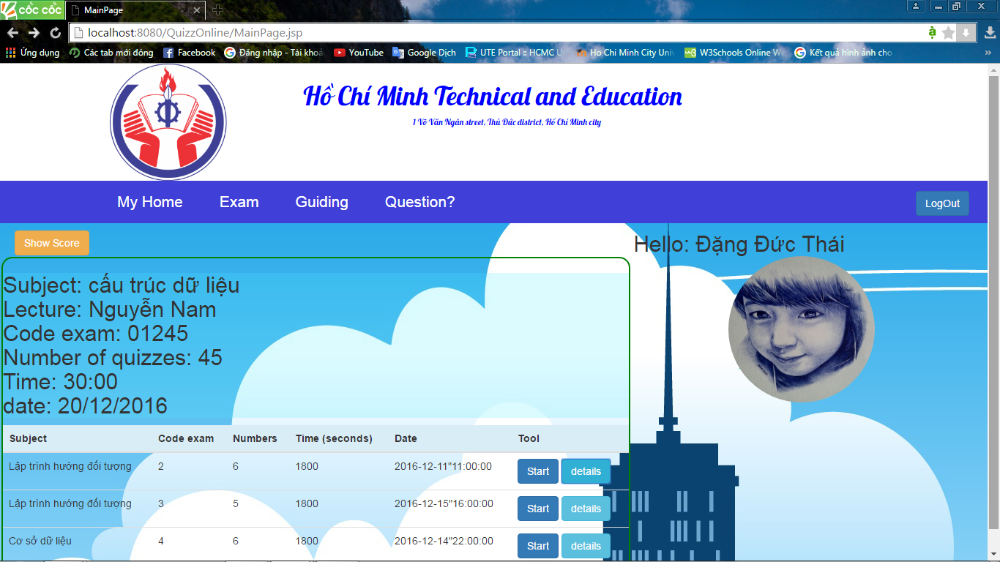 cốc cốc
MainPage
localhost:8080/QuizzOnline/MainPage.jsp
Ứng dụng Các tab mới đóng Facebook Đăng nhập - Tài khoả YouTube Google Dịch UTE Portal :: HCMC U Ho Chi Minh City Uni W3Schools Online W Kết quả hình ảnh cho »
Hồ Chí Minh Technical and Education
1 Võ Văn Ngân street, Thủ Đức district, Hồ Chí Minh city
My Home Exam Guiding Question? LogOut
Show Score
Hello: Đặng Đức Thái
Subject: cấu trúc dữ liệu
Lecture: Nguyễn Nam
Code exam: 01245
Number of quizzes: 45
Time: 30:00
date: 20/12/2016
Subject Code exam Numbers Time (seconds) Date Tool
Lập trình hướng đối tượng 2 6 1800 2016-12-11"11:00:00 Start details
Lập trình hướng đối tượng 3 5 1800 2016-12-15"16:00:00 Start details
Cơ sở dữ liệu 4 6 1800 2016-12-14"22:00:00 Start details